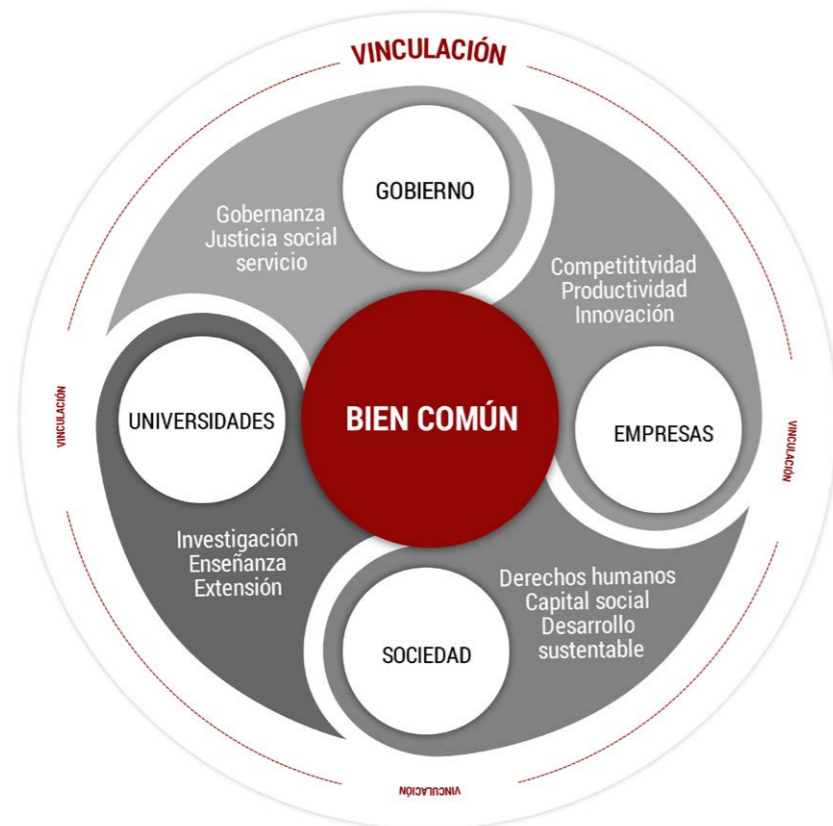 VINCULACIÓN
GOBIERNO
Gobernanza
Justicia social
servicio
Competititvidad
Productividad
Innovación
VINCULACIÓN
UNIVERSIDADES
BIEN COMÚN
EMPRESAS
VINCULACIÓN
Investigación
Enseñanza
Extensión
Derechos humanos
Capital social
Desarrollo
sustentable
SOCIEDAD
VINCULACIÓN